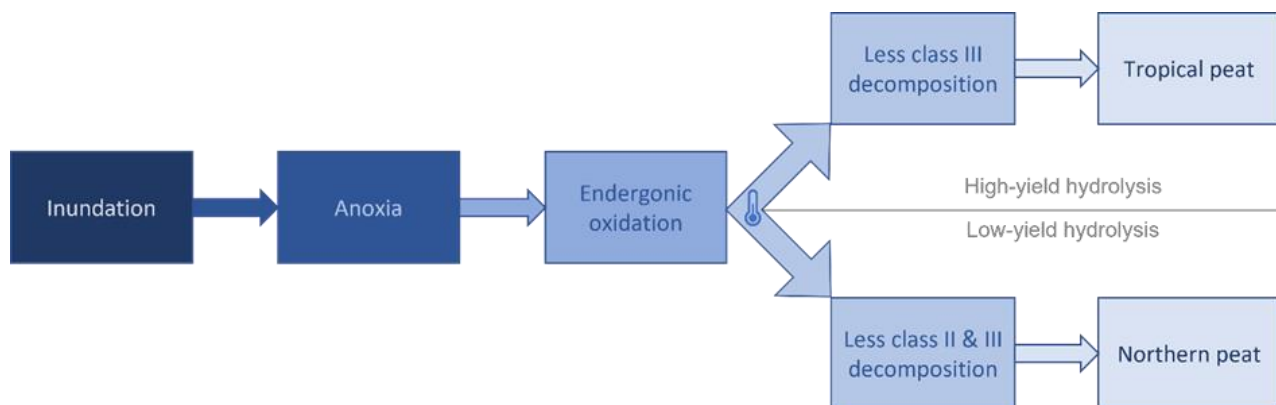 Inundation
Anoxia
Endergonic
oxidation
Less class III
decomposition
Tropical peat
High-yield hydrolysis
Low-yield hydrolysis
Less class II & III
decomposition
Northern peat